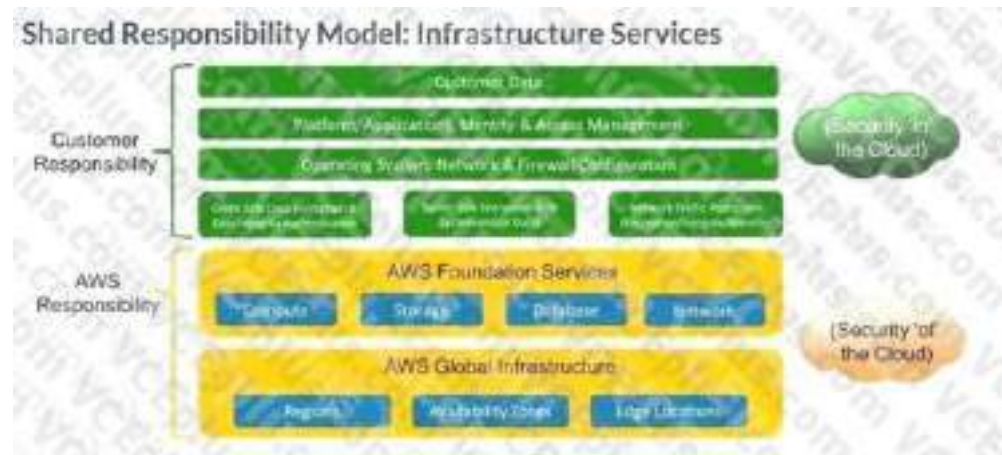 Shared Responsibility Model: Infrastructure Services
Customer
Responsibility
Customer Data
Platform, Applications, Identity & Access Management
Operating System, Network & Firewall Configuration
(Security in
the Cloud)
AWS
Responsibility
AWS Foundation Services
Compute
Storage
Database
Network
(Security of
the Cloud)
AWS Global Infrastructure
Regions
Availability Zones
Edge Locations